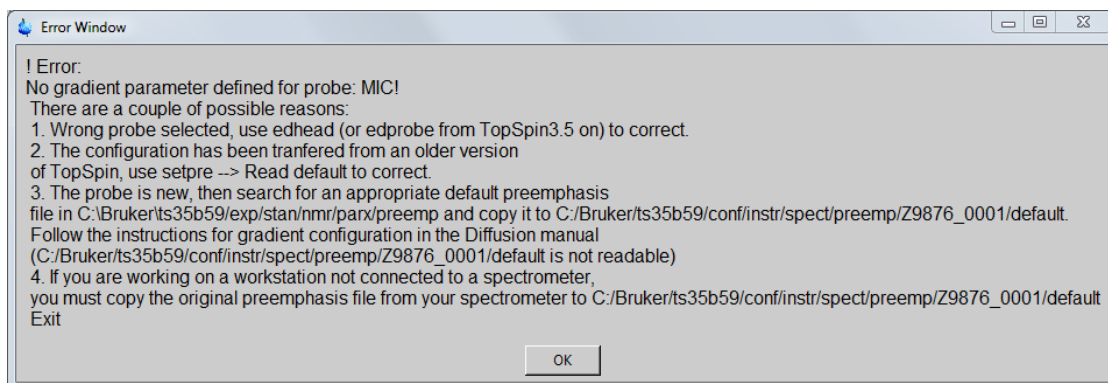 Error Window
! Error:
No gradient parameter defined for probe: MIC!
There are a couple of possible reasons:
1. Wrong probe selected, use edhead (or edprobe from TopSpin3.5 on) to correct.
2. The configuration has been tranfered from an older version
of TopSpin, use setpre --> Read default to correct.
3. The probe is new, then search for an appropriate default preemphasis
file in C:\Bruker\ts35b59/exp/stan/nmr/parx/preemp and copy it to C:/Bruker/ts35b59/conf/instr/spect/preemp/Z9876_0001/default.
Follow the instructions for gradient configuration in the Diffusion manual
(C:/Bruker/ts35b59/conf/instr/spect/preemp/Z9876_0001/default is not readable)
4. If you are working on a workstation not connected to a spectrometer,
you must copy the original preemphasis file from your spectrometer to C:/Bruker/ts35b59/conf/instr/spect/preemp/Z9876_0001/default
Exit
OK